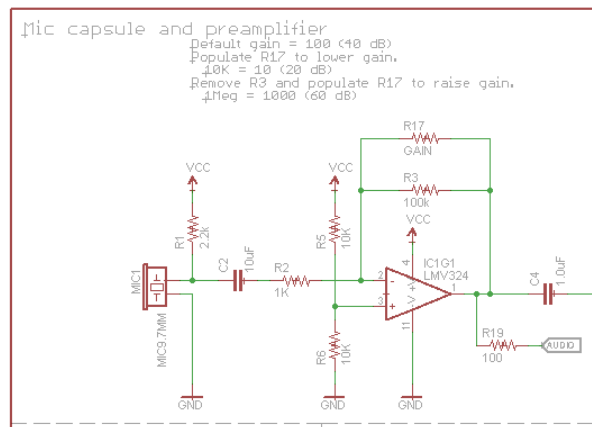 Mic capsule and preamplifier
Default gain = 100 (40 dB)
Populate R17 to lower gain.
10K = 10 (20 dB)
Remove R3 and populate R17 to raise gain.
1Meg = 1000 (60 dB)
R17
GAIN
VCC
VCC
R3
100k
VCC
R1
2.2k
R5
10K
C2
10uF
R2
1K
4
IC1G1
LMV324
MIC1
MIC9.7MM
2
-
+
V
1
3
+
-
C4
1.0uF
11
R6
10K
R19
100
AUDIO
GND
GND
GND